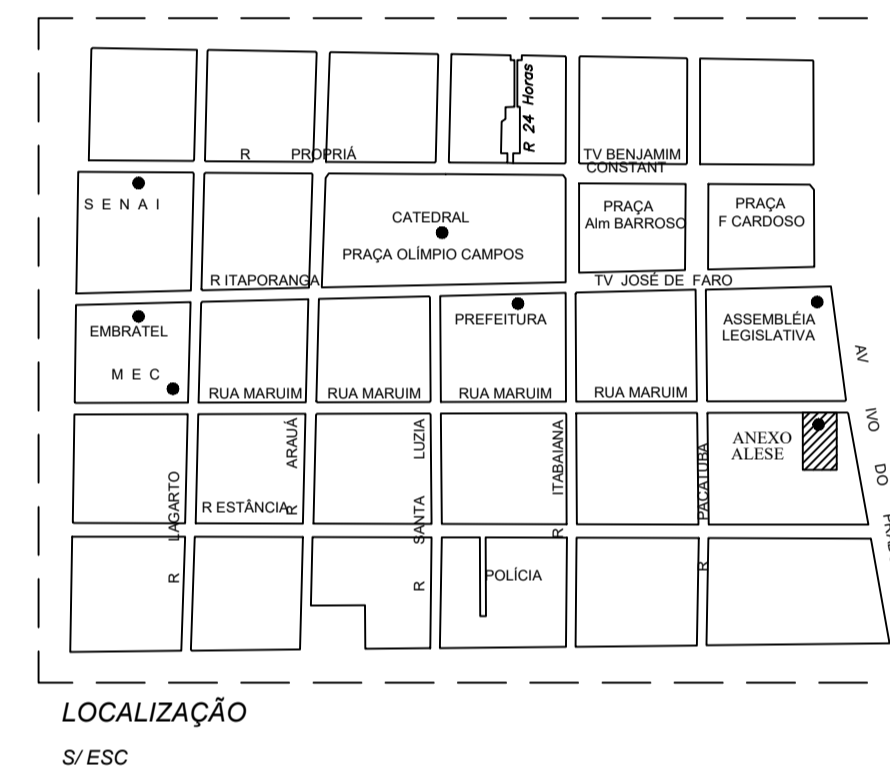 R 24 Horas
R PROPRIÁ
TV BENJAMIM
CONSTANT
S E N A I
CATEDRAL
PRAÇA OLÍMPIO CAMPOS
PRAÇA
Alm BARROSO
PRAÇA
F CARDOSO
R ITAPORANGA
TV JOSÉ DE FARO
EMBRATEL
M E C
PREFEITURA
ASSEMBLÉIA
LEGISLATIVA
RUA MARUIM
RUA MARUIM
RUA MARUIM
RUA MARUIM
AV IVO DO
R LAGARTO
R ARAUÁ
R ESTÂNCIA
R SANTA LUZIA
R ITABAIANA
R PACATUBA
ANEXO
ALESE
POLÍCIA
LOCALIZAÇÃO
S/ ESC